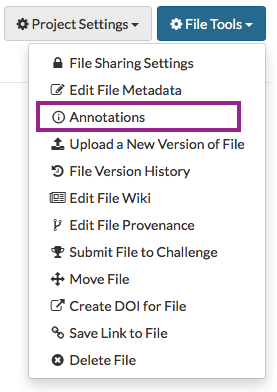 Project Settings File Tools
File Sharing Settings
Edit File Metadata
Annotations
Upload a New Version of File
File Version History
Edit File Wiki
Edit File Provenance
Submit File to Challenge
Move File
Create DOI for File
Save Link to File
Delete File